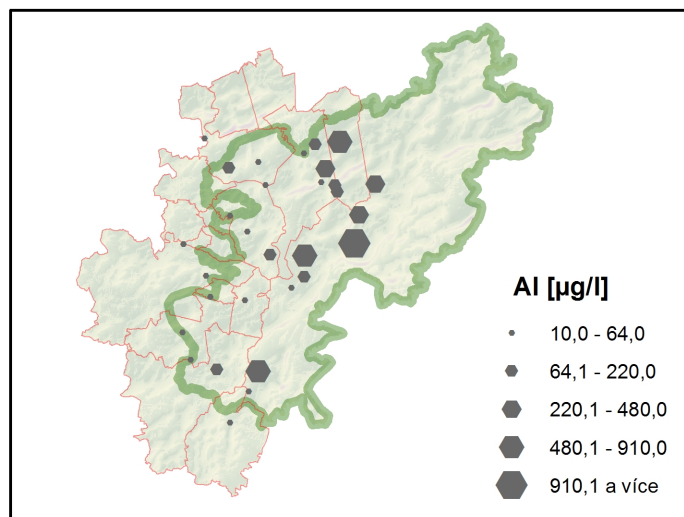 Al [µg/l]
10,0 - 64,0
64,1 - 220,0
220,1 - 480,0
480,1 - 910,0
910,1 a více